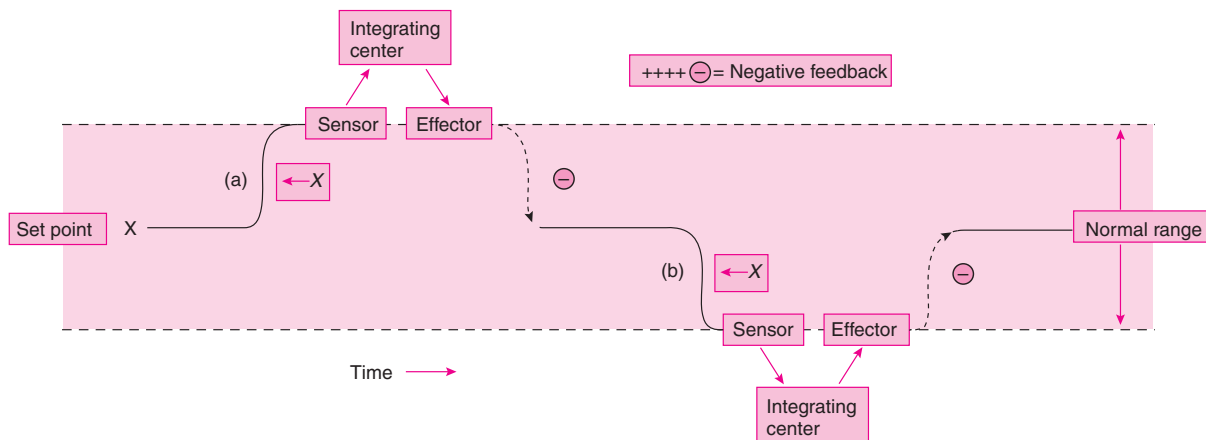 Integrating
center
++++ ⊖ = Negative feedback
Sensor
Effector
(a)
←X
⊖
Set point
X
Normal range
(b)
←X
⊖
Sensor
Effector
Time →
Integrating
center